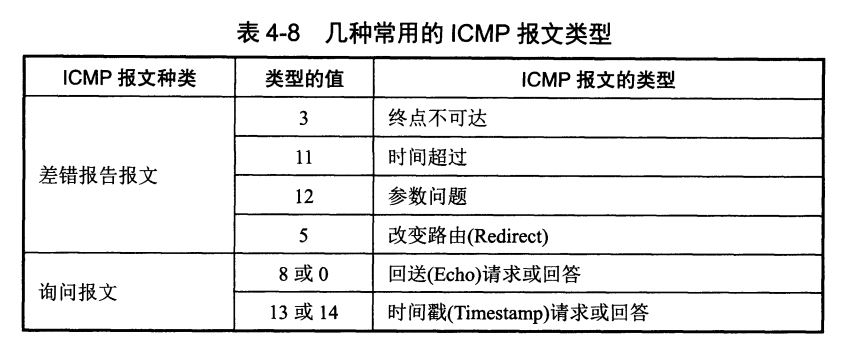 表 4-8 几种常用的 ICMP 报文类型
ICMP 报文种类 类型的值 ICMP 报文的类型
差错报告报文
3 终点不可达
11 时间超过
12 参数问题
5 改变路由(Redirect)
询问报文
8 或 0 回送(Echo)请求或回答
13 或 14 时间戳(Timestamp)请求或回答